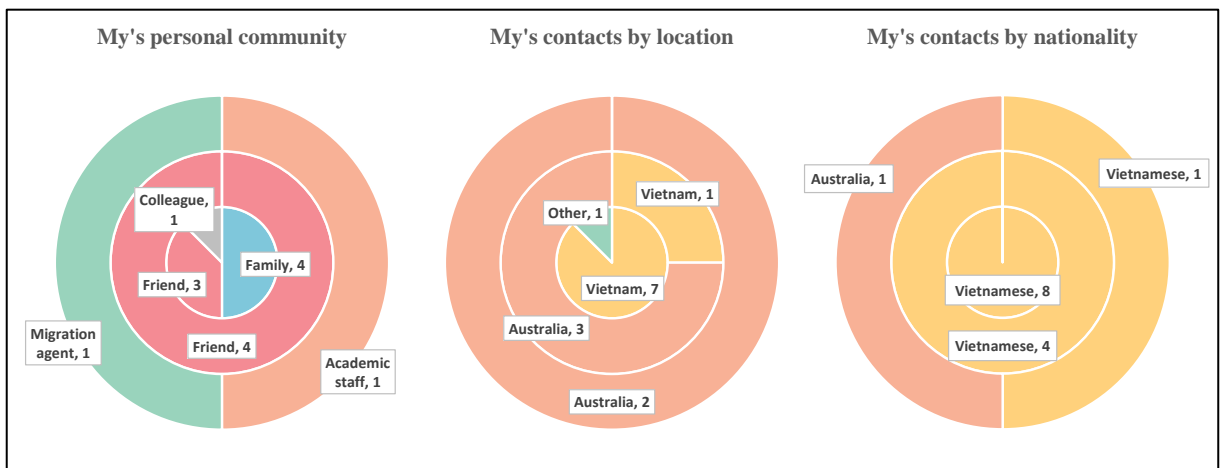 My's personal community
Colleague,
1
Family, 4
Friend, 3
Friend, 4
Migration
agent, 1
Academic
staff, 1
My's contacts by location
Vietnam, 1
Other, 1
Vietnam, 7
Australia, 3
Australia, 2
My's contacts by nationality
Australia, 1
Vietnamese, 1
Vietnamese, 8
Vietnamese, 4